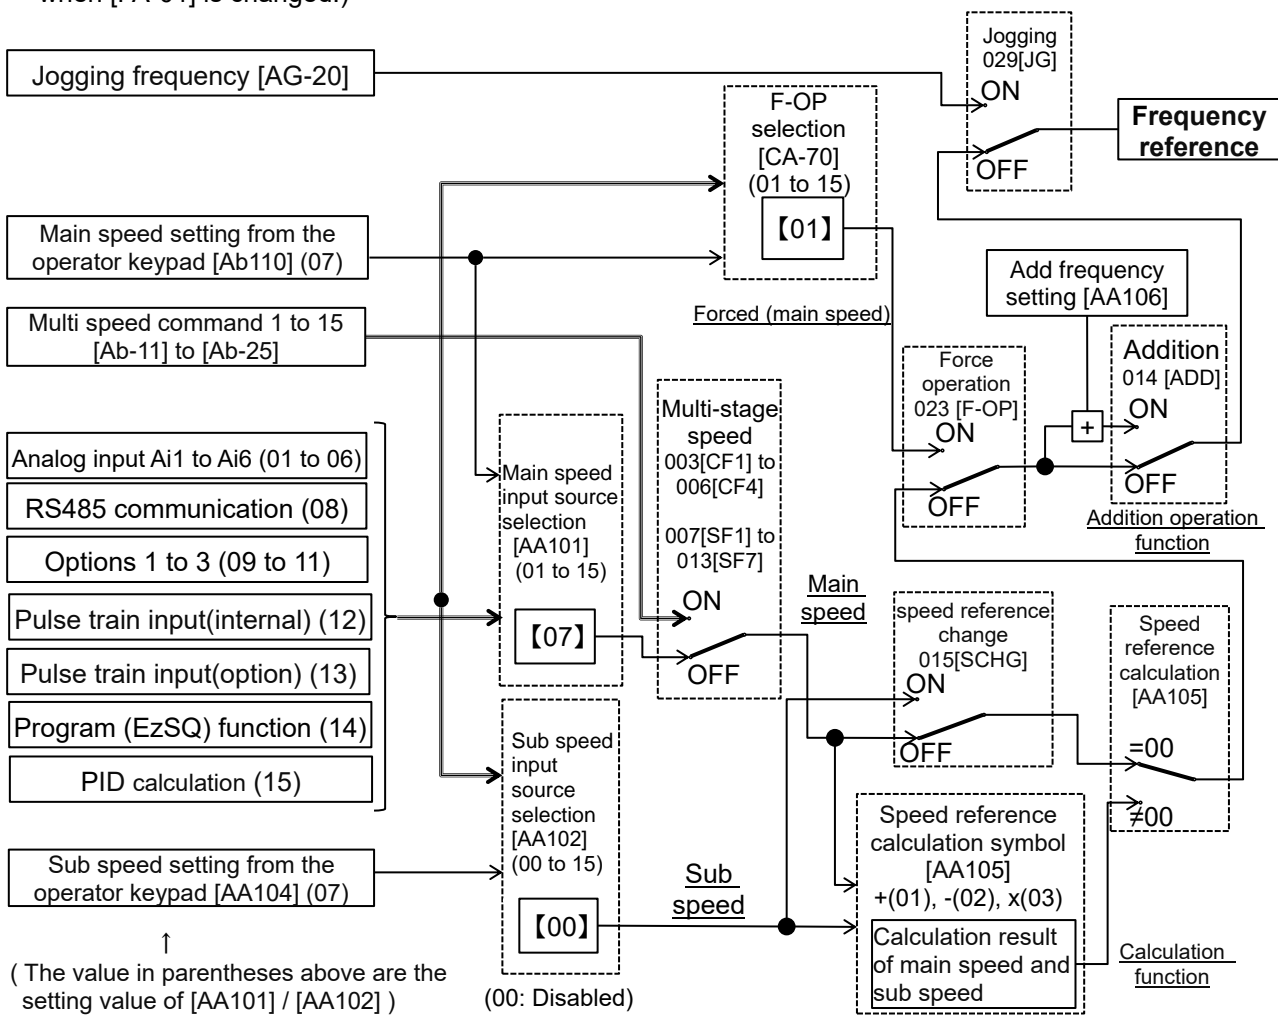 when [FA-01] is changed.)
Jogging frequency [AG-20]
Jogging
029[JG]
ON
OFF
Frequency
reference
F-OP
selection
[CA-70]
(01 to 15)
【01】
Main speed setting from the
operator keypad [Ab110] (07)
Multi speed command 1 to 15
[Ab-11] to [Ab-25]
Forced (main speed)
Add frequency
setting [AA106]
Force
operation
023 [F-OP]
ON
OFF
Addition
014 [ADD]
ON
+
OFF
Addition operation
function
Analog input Ai1 to Ai6 (01 to 06)
RS485 communication (08)
Options 1 to 3 (09 to 11)
Pulse train input(internal) (12)
Pulse train input(option) (13)
Program (EzSQ) function (14)
PID calculation (15)
Main speed
input source
selection
[AA101]
(01 to 15)
【07】
Multi-stage
speed
003[CF1] to
006[CF4]
007[SF1] to
013[SF7]
ON
OFF
Main
speed
speed reference
change
015[SCHG]
ON
OFF
Speed
reference
calculation
[AA105]
=00
≠00
Sub speed setting from the
operator keypad [AA104] (07)
Sub speed
input
source
selection
[AA102]
(00 to 15)
【00】
(00: Disabled)
Sub
speed
Speed reference
calculation symbol
[AA105]
+(01), -(02), x(03)
Calculation result
of main speed and
sub speed
Calculation
function
↑
( The value in parentheses above are the
setting value of [AA101] / [AA102] )